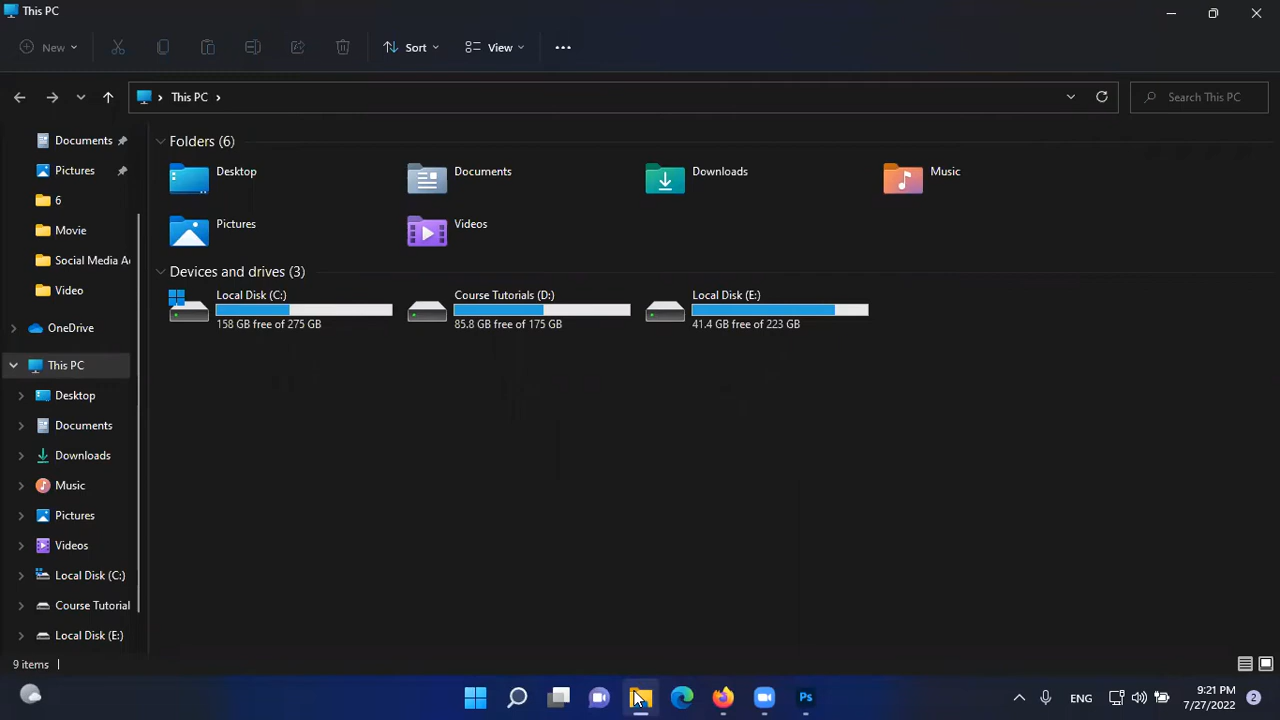 This PC
New
Sort
View
This PC
Search This PC
Documents
Pictures
6
Movie
Social Media Ad
Video
OneDrive
This PC
Desktop
Documents
Downloads
Music
Pictures
Videos
Local Disk (C:)
Course Tutorial
Local Disk (E:)
Folders (6)
Desktop
Documents
Downloads
Music
Pictures
Videos
Devices and drives (3)
Local Disk (C:)
158 GB free of 275 GB
Course Tutorials (D:)
85.8 GB free of 175 GB
Local Disk (E:)
41.4 GB free of 223 GB
9 items
Ps
ENG
9:21 PM
7/27/2022
2